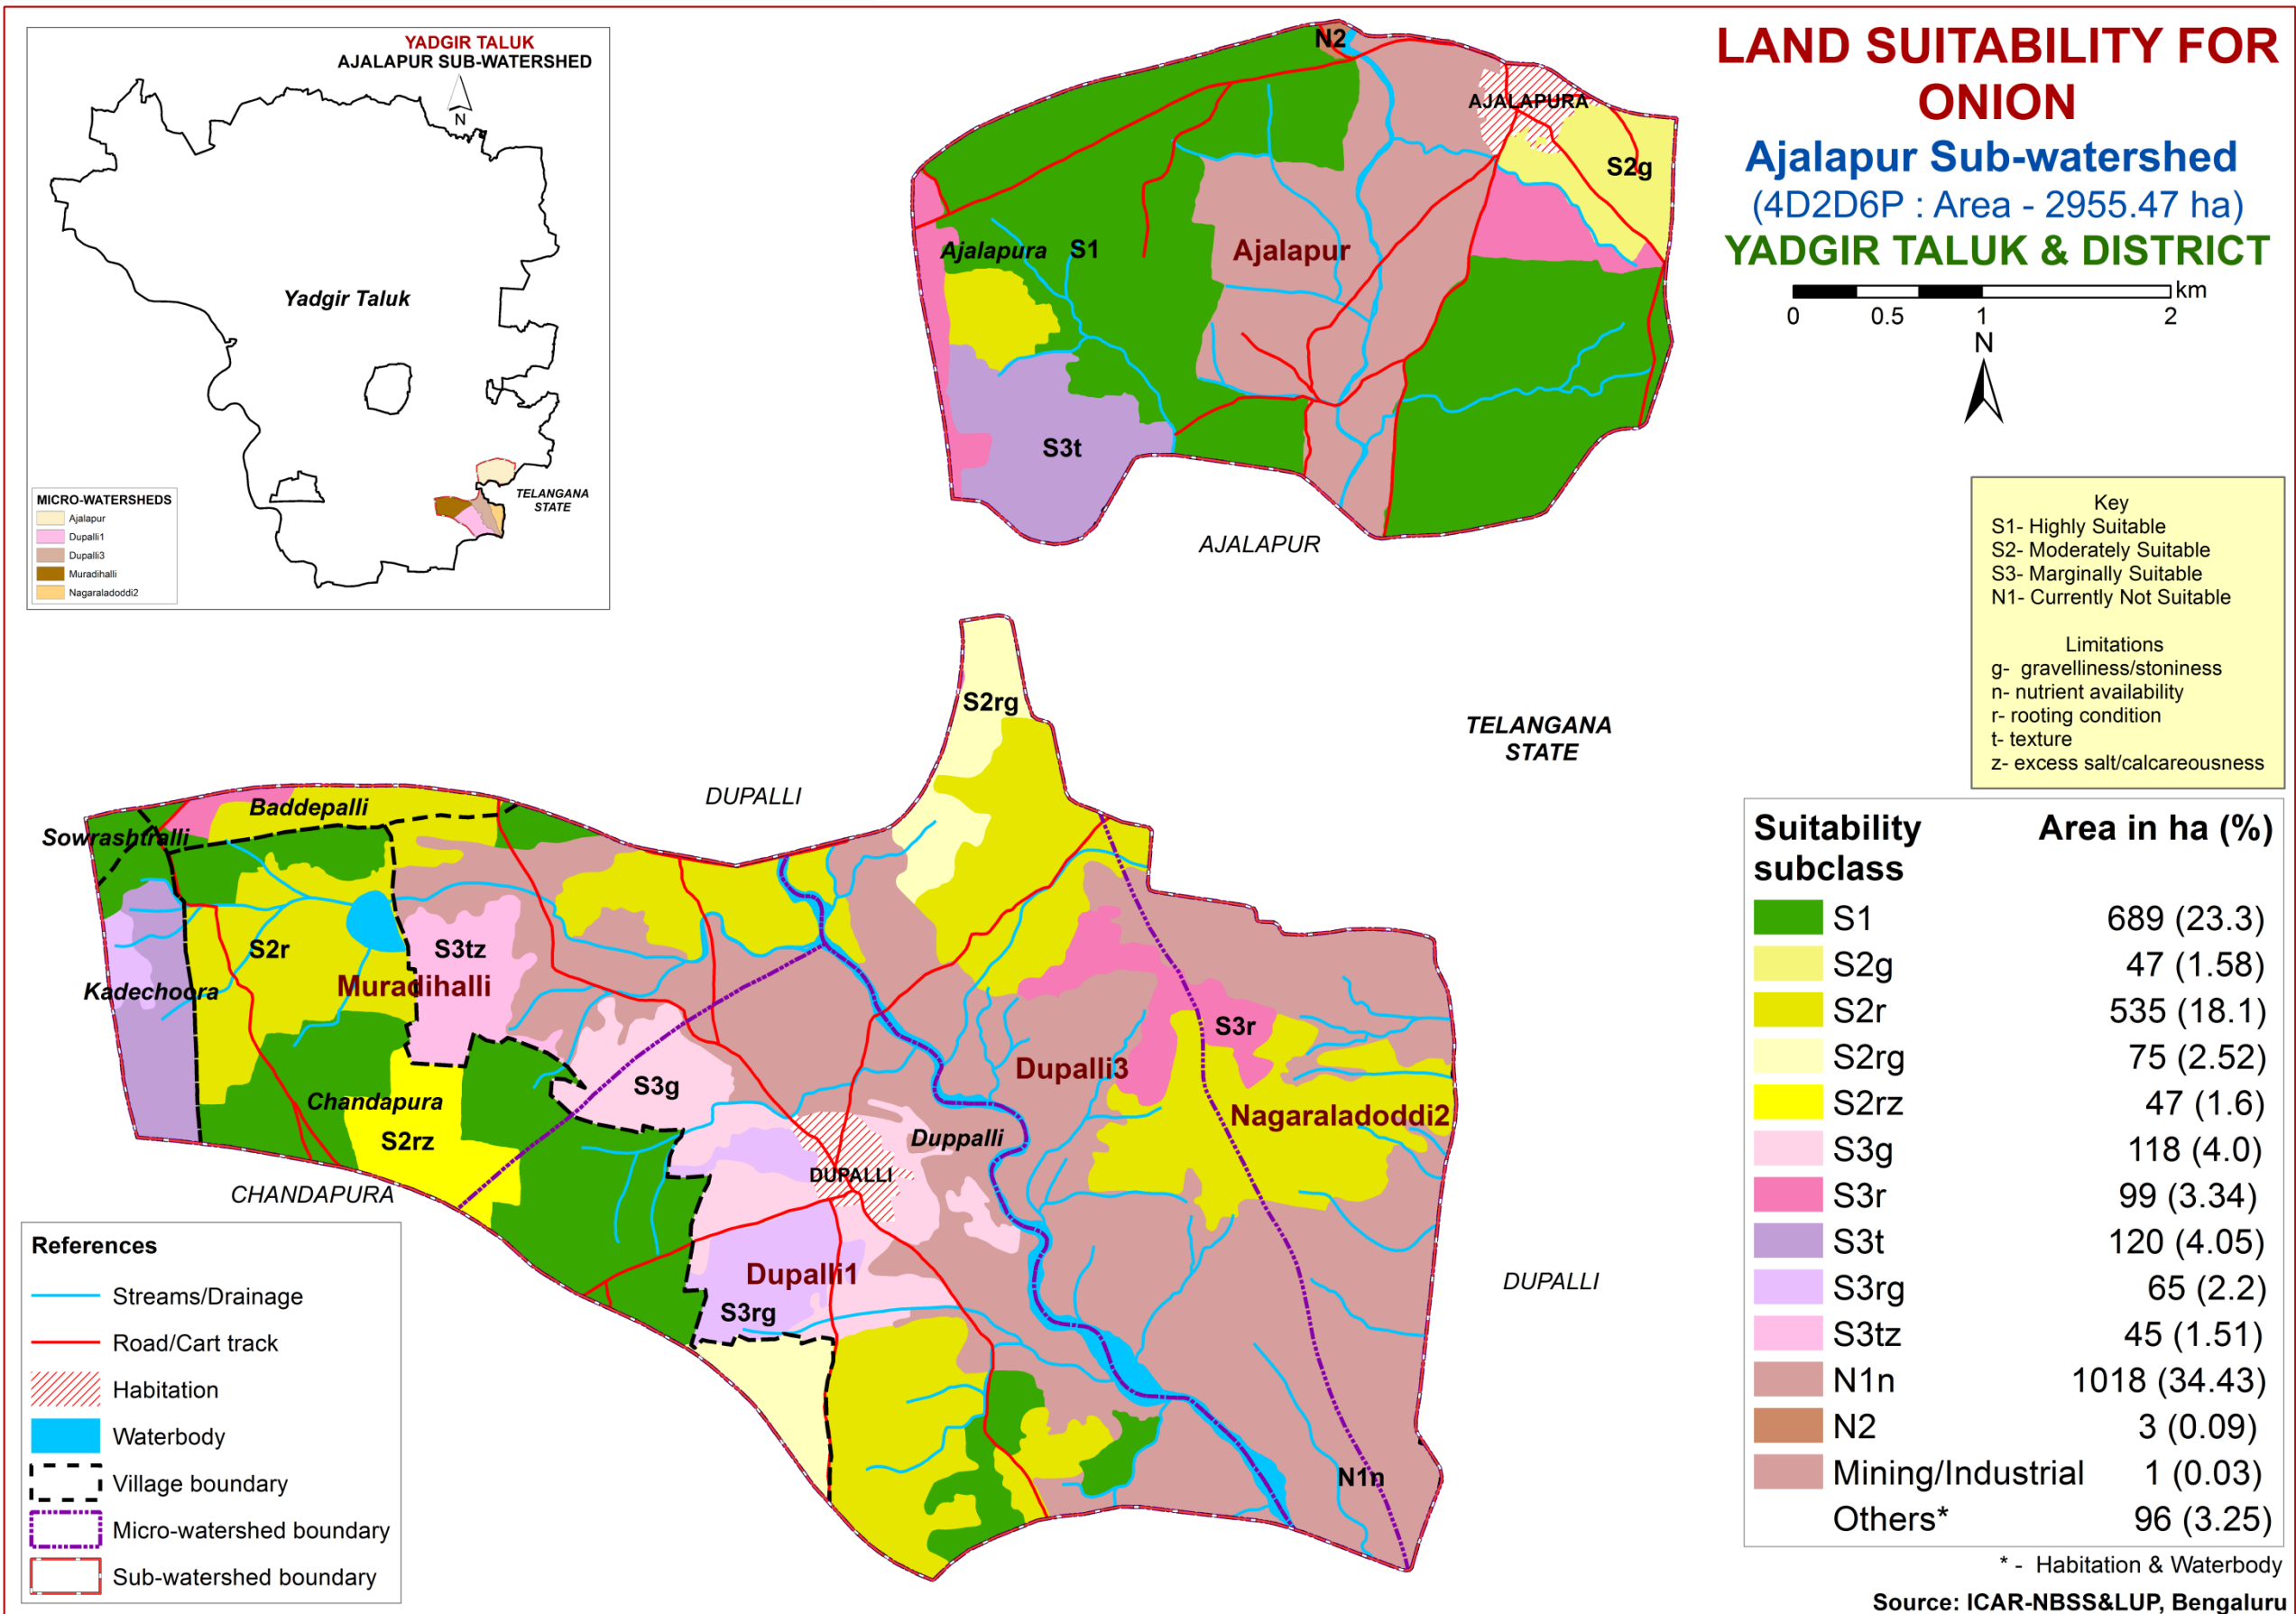 YADGIR TALUK
AJALAPUR SUB-WATERSHED
N
Yadgir Taluk
TELANGANA
STATE
MICRO-WATERSHEDS
Ajalapur
Dupalli1
Dupalli3
Muradihalli
Nagaraladoddi2
LAND SUITABILITY FOR
ONION
Ajalapur Sub-watershed
(4D2D6P : Area - 2955.47 ha)
YADGIR TALUK & DISTRICT
km
0 0.5 1 2
N
N2
AJALAPURA
S2g
Ajalapura S1 Ajalapur
S3t
AJALAPUR
Key
S1- Highly Suitable
S2- Moderately Suitable
S3- Marginally Suitable
N1- Currently Not Suitable
Limitations
g- gravelliness/stoniness
n- nutrient availability
r- rooting condition
t- texture
z- excess salt/calcareousness
S2rg
TELANGANA
STATE
DUPALLI
Baddepalli
Sowrashtralli
S2r S3tz
Muradihalli
Kadechoora
S3r
Dupalli3
S3g
Chandapura
Nagaraladoddi2
S2rz
Duppalli
DUPALLI
CHANDAPURA
Dupalli1
DUPALLI
S3rg
N1n
References
Streams/Drainage
Road/Cart track
Habitation
Waterbody
Village boundary
Micro-watershed boundary
Sub-watershed boundary
Suitability Area in ha (%)
subclass
S1 689 (23.3)
S2g 47 (1.58)
S2r 535 (18.1)
S2rg 75 (2.52)
S2rz 47 (1.6)
S3g 118 (4.0)
S3r 99 (3.34)
S3t 120 (4.05)
S3rg 65 (2.2)
S3tz 45 (1.51)
N1n 1018 (34.43)
N2 3 (0.09)
Mining/Industrial 1 (0.03)
Others* 96 (3.25)
* - Habitation & Waterbody
Source: ICAR-NBSS&LUP, Bengaluru